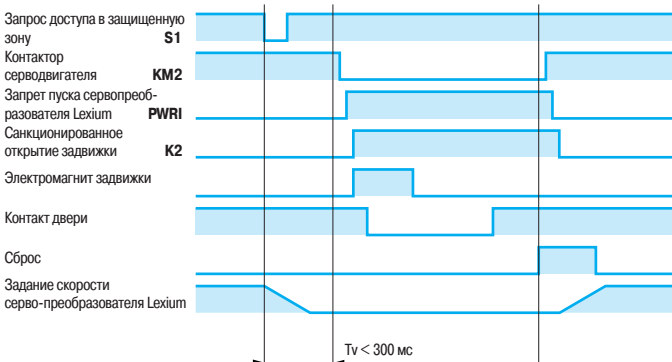 Запрос доступа в защищенную
зону S1
Контактор
серводвигателя KM2
Запрет пуска сервопреоб-
разователя Lexium PWRI
Санкционированное
открытие задвижки K2
Электромагнит задвижки
Контакт двери
Сброс
Задание скорости
серво-преобразователя Lexium
Tv < 300 мс